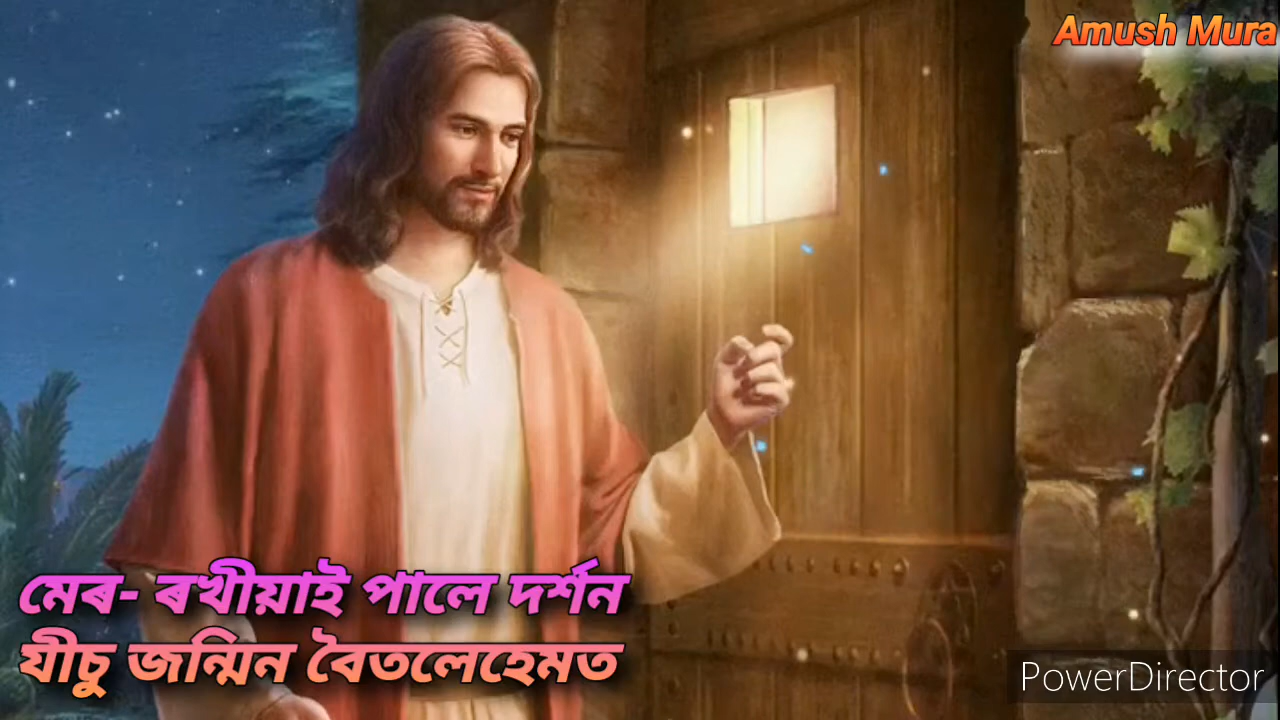 Amush Mura
মেৰ- ৰখীয়াই পালে দৰ্শন
যীচু জন্মিন বৈতলেহেমত
PowerDirector